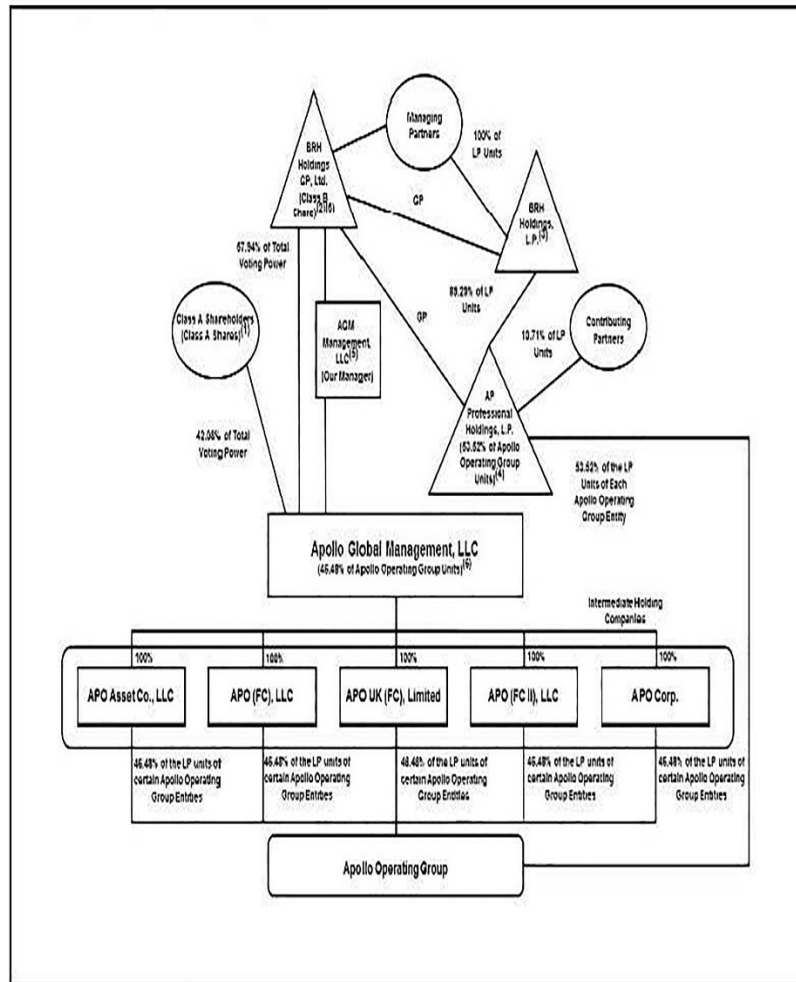 Managing
Partners
BRH
Holdings
GP, Ltd.
(Class B
Share)(2)(6)
100% of
LP Units
GP
BRH
Holdings,
L.P.(3)
57.94% of Total
Voting Power
Class A Shareholders
(Class A Shares)(1)
AGM
Management,
LLC(5)
(Our Manager)
GP
89.29% of LP
Units
10.71% of LP
Units
Contributing
Partners
AP
Professional
Holdings, L.P.
(53.52% of Apollo
Operating Group
Units)(4)
42.06% of Total
Voting Power
53.52% of the LP
Units of Each
Apollo Operating
Group Entity
Apollo Global Management, LLC
(46.48% of Apollo Operating Group Units)(6)
Intermediate Holding
Companies
100%
100%
100%
100%
100%
APO Asset Co., LLC
APO (FC), LLC
APO UK (FC), Limited
APO (FC II), LLC
APO Corp.
46.48% of the LP units of
certain Apollo Operating
Group Entities
46.48% of the LP units of
certain Apollo Operating
Group Entities
46.48% of the LP units of
certain Apollo Operating
Group Entities
46.48% of the LP units of
certain Apollo Operating
Group Entities
46.48% of the LP units of
certain Apollo Operating
Group Entities
Apollo Operating Group